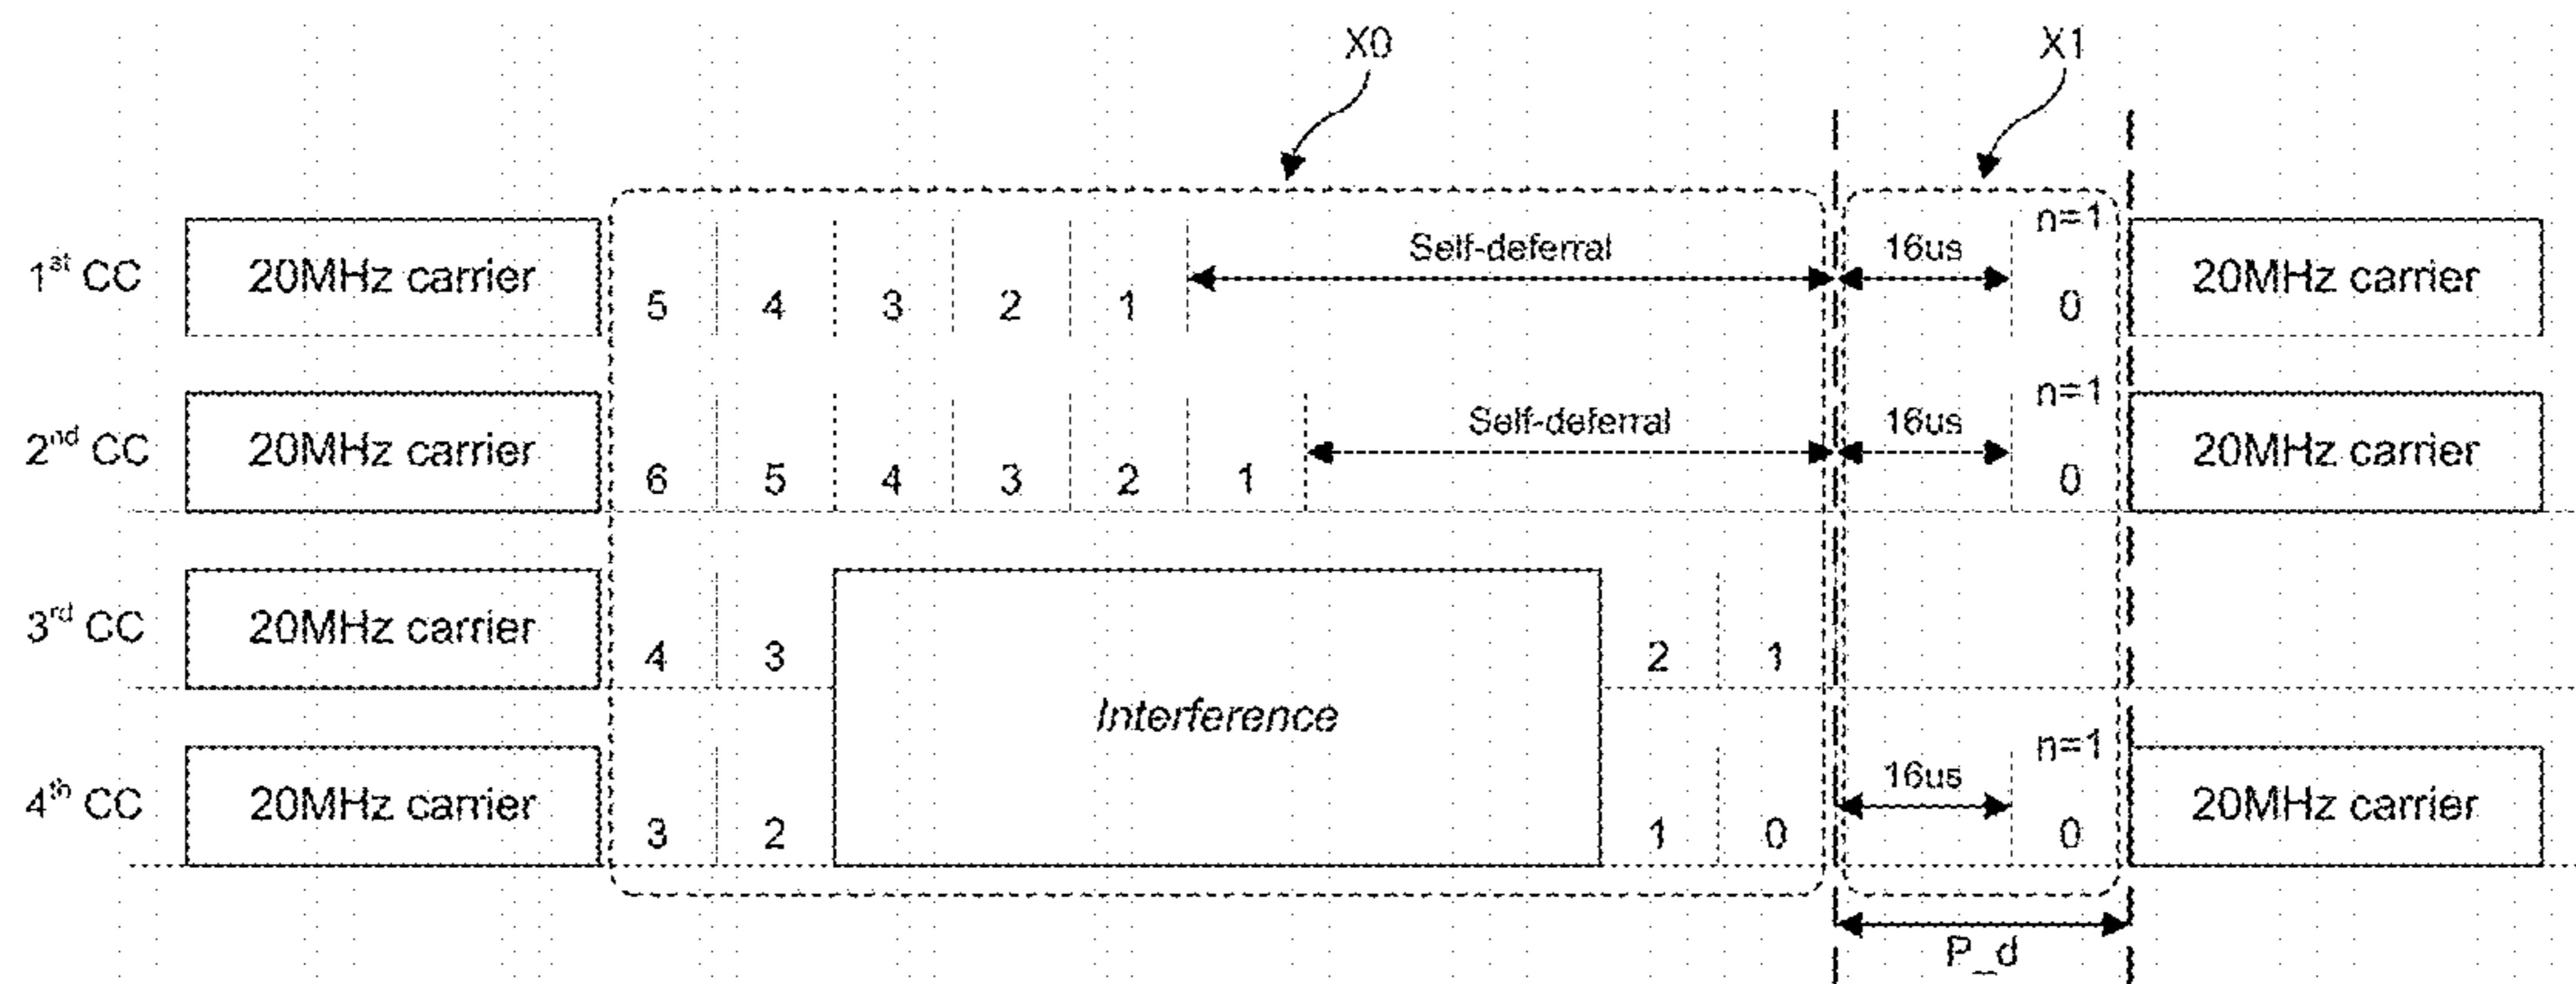 X0 X1
1st CC 20MHz carrier 5 4 3 2 1 Self-deferral 16us n=1 0 20MHz carrier
2nd CC 20MHz carrier 6 5 4 3 2 1 Self-deferral 16us n=1 0 20MHz carrier
3rd CC 20MHz carrier 4 3 2 1
Interference
4th CC 20MHz carrier 3 2 1 0 16us n=1 0 20MHz carrier
P_d